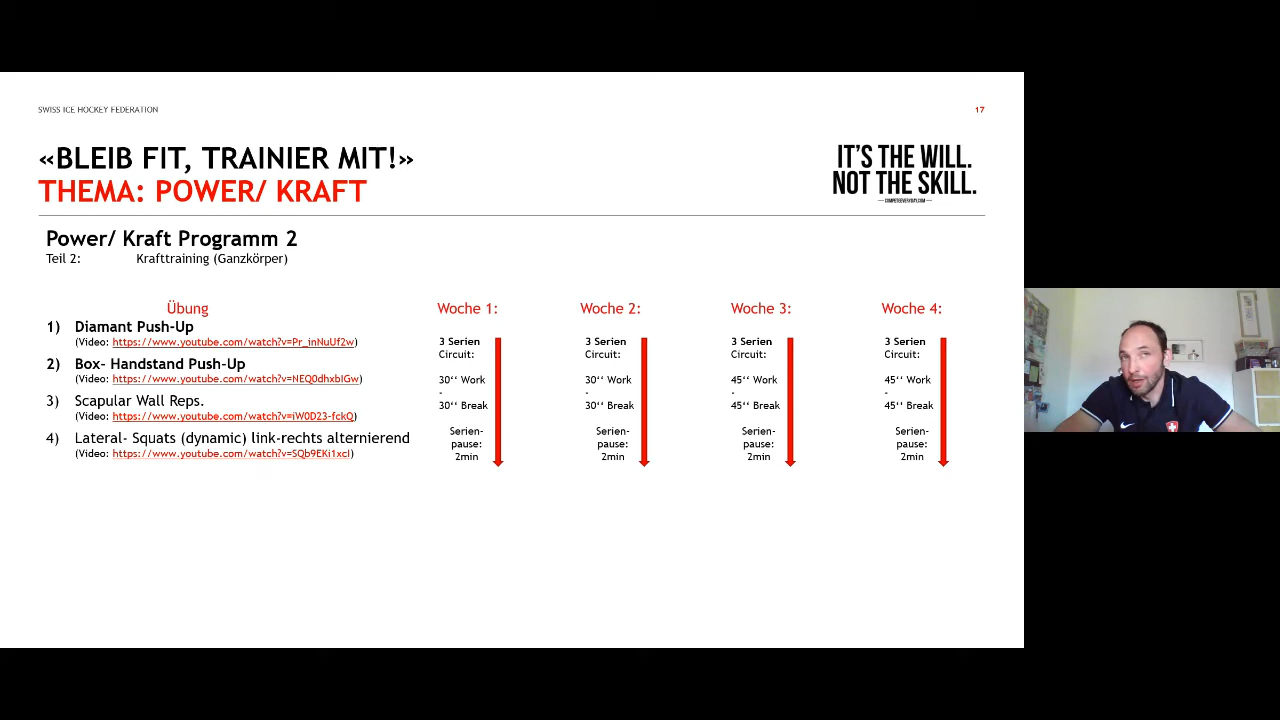 SWISS ICE HOCKEY FEDERATION
17
«BLEIB FIT, TRAINIER MIT!»
THEMA: POWER/ KRAFT
IT'S THE WILL.
NOT THE SKILL.
COMPETEEVERYDAY.COM
Power/ Kraft Programm 2
Teil 2: Krafttraining (Ganzkörper)
Übung
1) Diamant Push-Up
(Video: https://www.youtube.com/watch?v=Pr_inNuUf2w)
2) Box- Handstand Push-Up
(Video: https://www.youtube.com/watch?v=NEQ0dhxbIGw)
3) Scapular Wall Reps.
(Video: https://www.youtube.com/watch?v=iW0D23-fckQ)
4) Lateral- Squats (dynamic) link-rechts alternierend
(Video: https://www.youtube.com/watch?v=SQb9EKi1xcI)
Woche 1:
3 Serien
Circuit:
30‘‘ Work
-
30‘‘ Break
Serien-
pause:
2min
Woche 2:
3 Serien
Circuit:
30‘‘ Work
-
30‘‘ Break
Serien-
pause:
2min
Woche 3:
3 Serien
Circuit:
45‘‘ Work
-
45‘‘ Break
Serien-
pause:
2min
Woche 4:
3 Serien
Circuit:
45‘‘ Work
-
45‘‘ Break
Serien-
pause:
2min